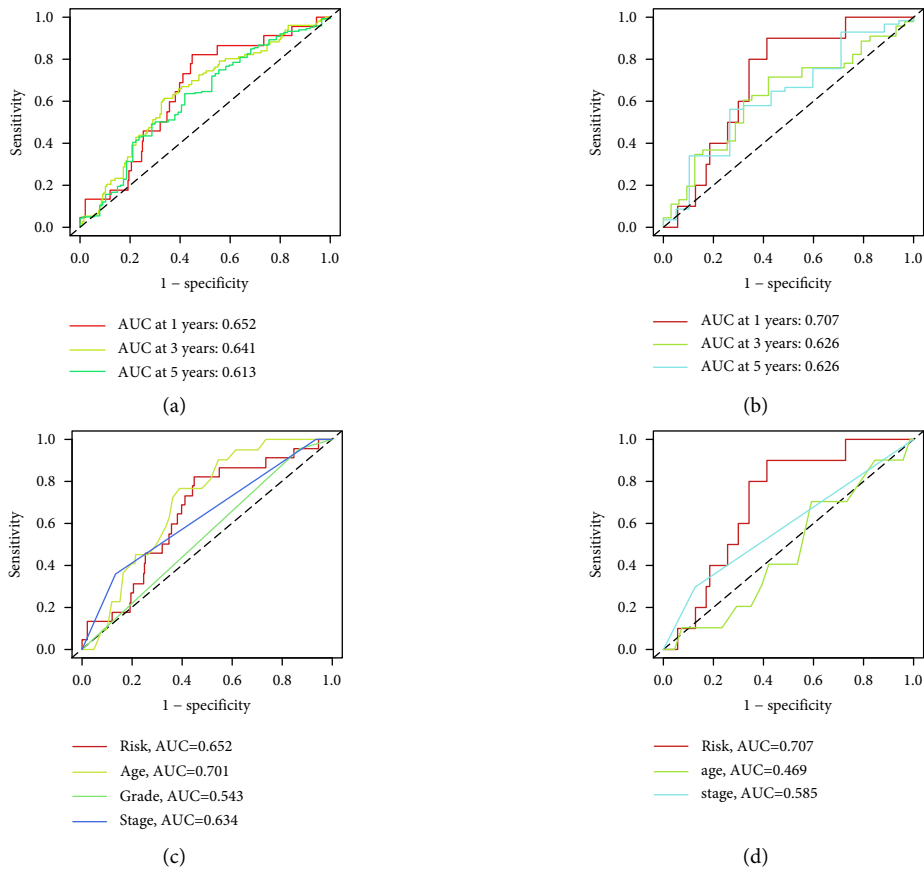 1.0
0.8
0.6
0.4
0.2
0.0
Sensitivity
0.0 0.2 0.4 0.6 0.8 1.0
1 − specificity
AUC at 1 years: 0.652
AUC at 3 years: 0.641
AUC at 5 years: 0.613
(a)
1.0
0.8
0.6
0.4
0.2
0.0
Sensitivity
0.0 0.2 0.4 0.6 0.8 1.0
1 − specificity
AUC at 1 years: 0.707
AUC at 3 years: 0.626
AUC at 5 years: 0.626
(b)
1.0
0.8
0.6
0.4
0.2
0.0
Sensitivity
0.0 0.2 0.4 0.6 0.8 1.0
1 − specificity
Risk, AUC=0.652
Age, AUC=0.701
Grade, AUC=0.543
Stage, AUC=0.634
(c)
1.0
0.8
0.6
0.4
0.2
0.0
Sensitivity
0.0 0.2 0.4 0.6 0.8 1.0
1 − specificity
Risk, AUC=0.707
age, AUC=0.469
stage, AUC=0.585
(d)